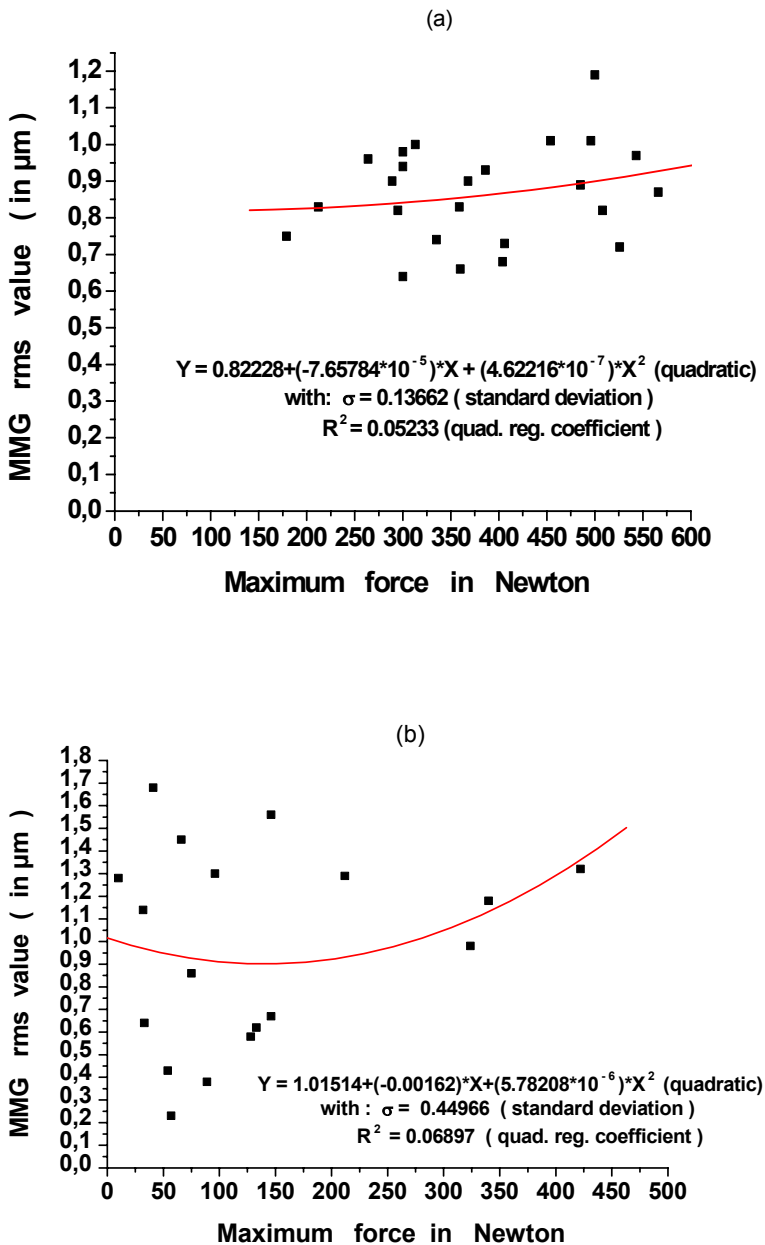 (a)
1,2
1,1
1,0
0,9
0,8
0,7
0,6
0,5
0,4
0,3
0,2
0,1
0,0
MMG rms value ( in µm )
Y = 0.82228+(-7.65784*10⁻⁵)*X + (4.62216*10⁻⁷)*X² (quadratic)
with: σ = 0.13662 ( standard deviation )
R² = 0.05233 (quad. reg. coefficient )
0 50 100 150 200 250 300 350 400 450 500 550 600
Maximum force in Newton
(b)
1,8
1,7
1,6
1,5
1,4
1,3
1,2
1,1
1,0
0,9
0,8
0,7
0,6
0,5
0,4
0,3
0,2
0,1
0,0
MMG rms value ( in µm )
Y = 1.01514+(-0.00162)*X+(5.78208*10⁻⁶)*X² (quadratic)
with : σ = 0.44966 ( standard deviation )
R² = 0.06897 ( quad. reg. coefficient )
0 50 100 150 200 250 300 350 400 450 500
Maximum force in Newton